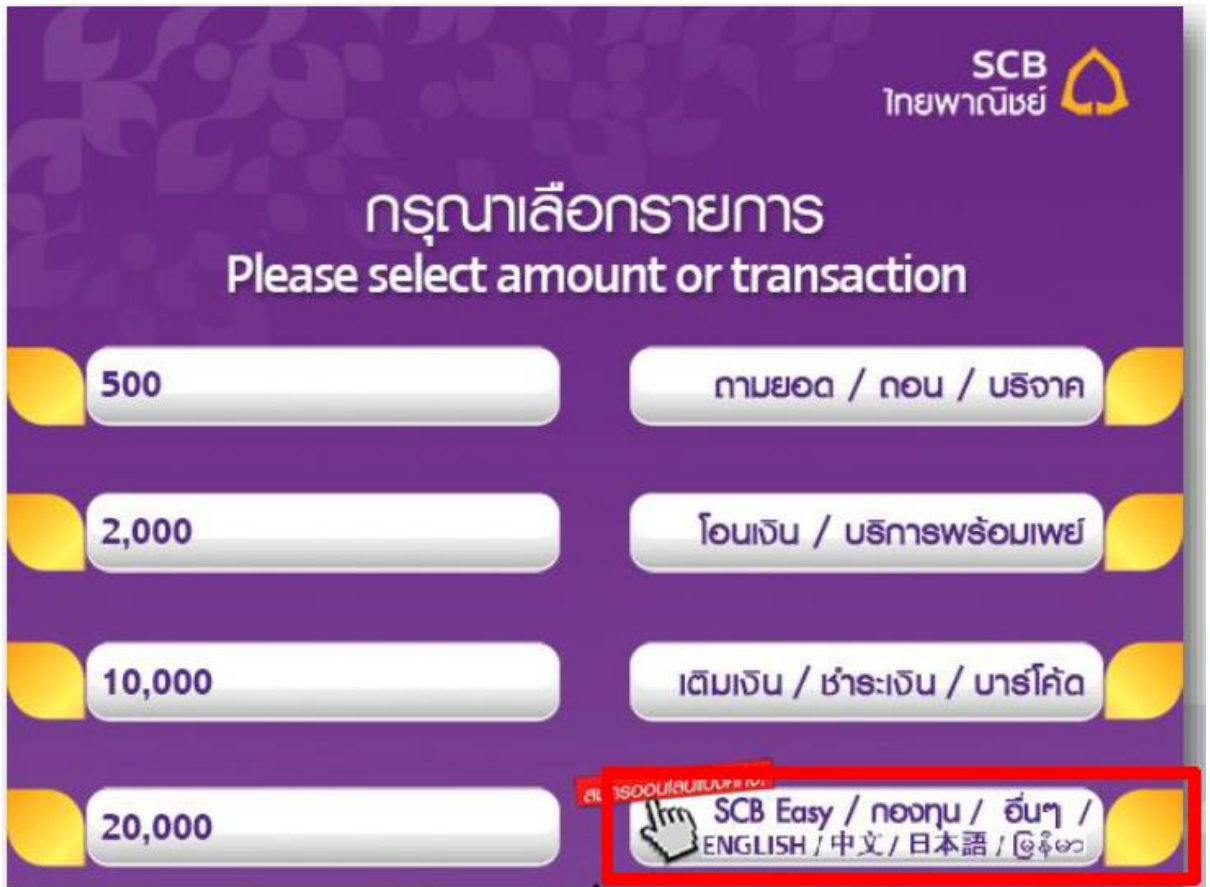 SCB
ไทยพาณิชย์
กรุณาเลือกรายการ
Please select amount or transaction
500
ถามยอด / ถอน / บริจาค
2,000
โอนเงิน / บริการพร้อมเพย์
10,000
เติมเงิน / ชำระเงิน / บาร์โค้ด
20,000
SCB Easy / กองทุน / อื่นๆ /
ENGLISH / 中文 / 日本語 / မြန်မာ